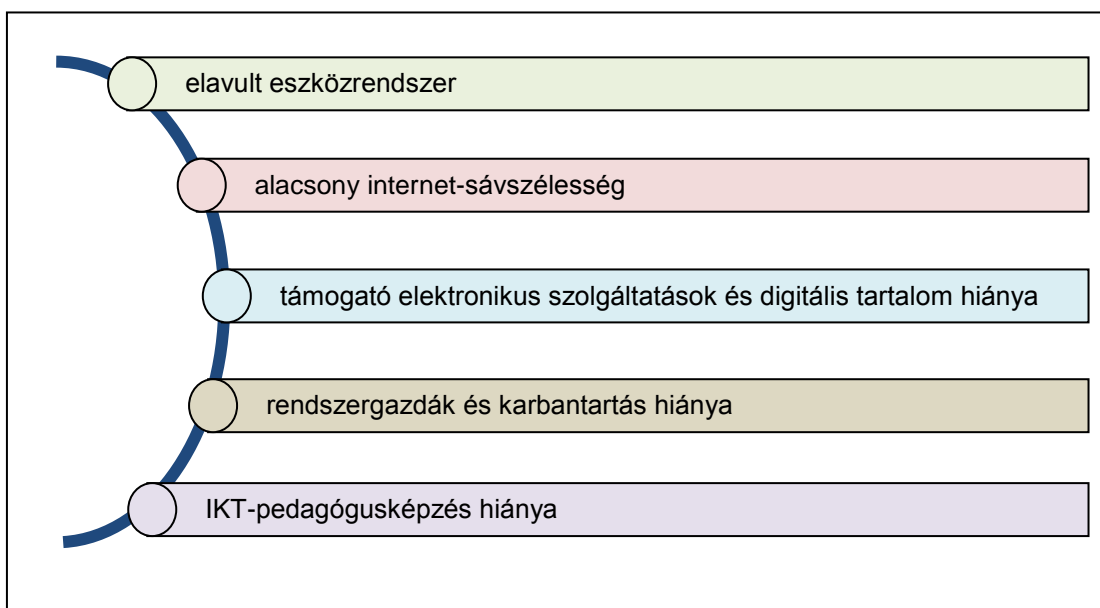 elavult eszközrendszer
alacsony internet-sávszélesség
támogató elektronikus szolgáltatások és digitális tartalom hiánya
rendszergazdák és karbantartás hiánya
IKT-pedagógusképzés hiánya